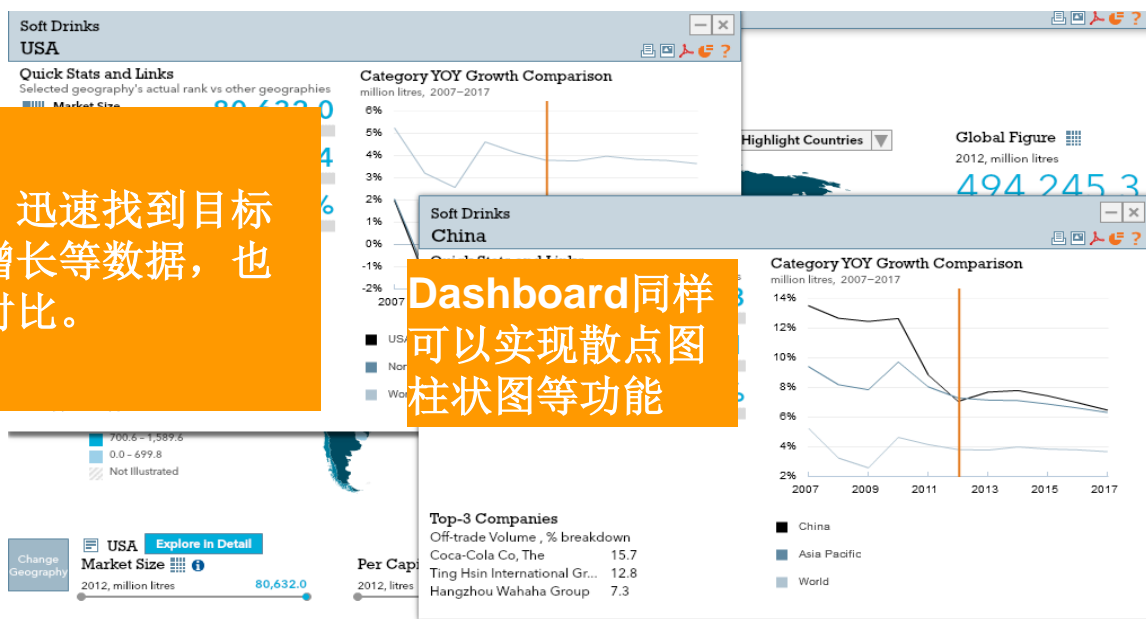 Soft Drinks
USA
Quick Stats and Links
Selected geography's actual rank vs other geographies
Market Size
80,632.0
4
%
迅速找到目标
增长等数据，也
对比。
Category YOY Growth Comparison
million litres, 2007–2017
6%
5%
4%
3%
2%
1%
0%
-1%
-2%
2007
Highlight Countries
Global Figure
2012, million litres
494,245.3
Soft Drinks
China
Quick Stats and Links
Dashboard同样
可以实现散点图
柱状图等功能
Category YOY Growth Comparison
million litres, 2007–2017
14%
12%
10%
8%
6%
4%
2%
2007 2009 2011 2013 2015 2017
China
Asia Pacific
World
Top-3 Companies
Off-trade Volume , % breakdown
Coca-Cola Co, The 15.7
Ting Hsin International Gr... 12.8
Hangzhou Wahaha Group 7.3
700.6 – 1,589.6
0.0 – 699.8
Not Illustrated
Change
Geography
USA Explore in Detail
Market Size
2012, million litres 80,632.0
Per Capi
2012, litres